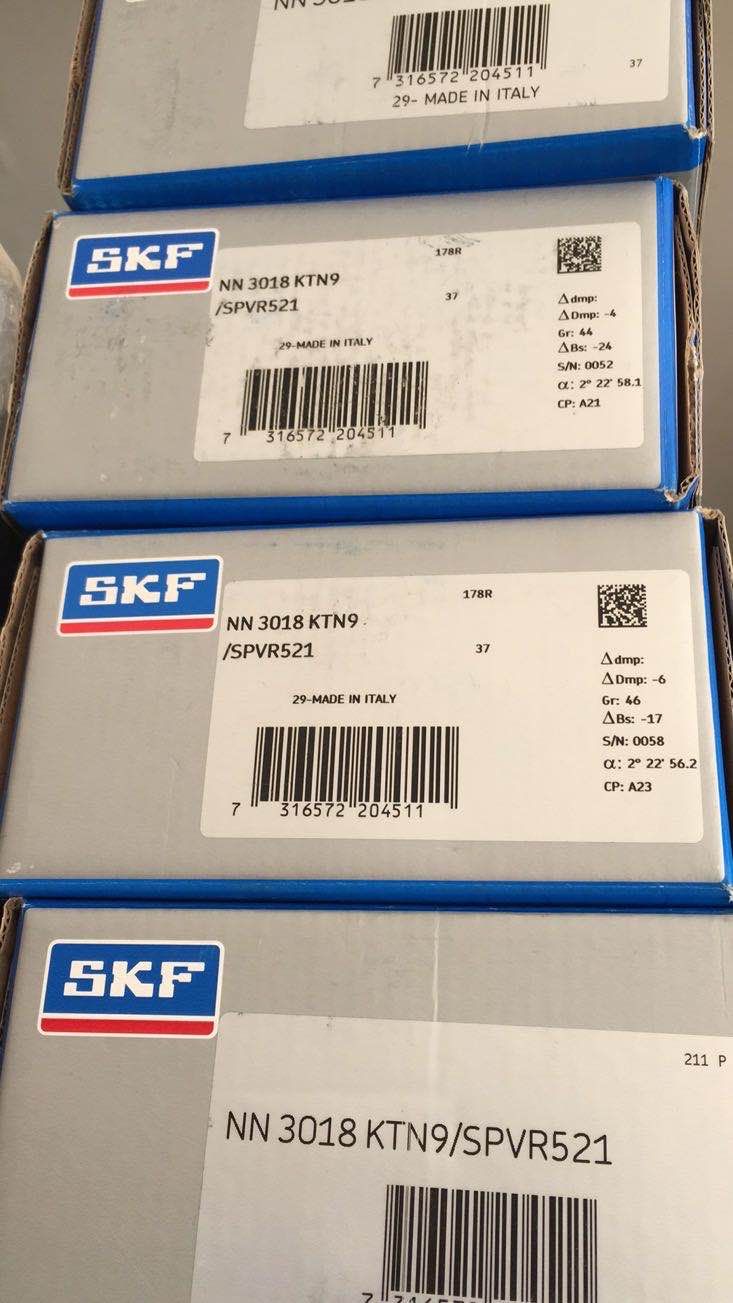 7 316572 204511
37
29- MADE IN ITALY
SKF
178R
NN 3018 KTN9
/SPVR521
37
29-MADE IN ITALY
7 316572 204511
Δdmp:
ΔDmp: -4
Gr: 44
ΔBs: -24
S/N: 0052
α: 2° 22' 58.1
CP: A21
SKF
178R
NN 3018 KTN9
/SPVR521
37
29-MADE IN ITALY
7 316572 204511
Δdmp:
ΔDmp: -6
Gr: 46
ΔBs: -17
S/N: 0058
α: 2° 22' 56.2
CP: A23
SKF
211 P
NN 3018 KTN9/SPVR521